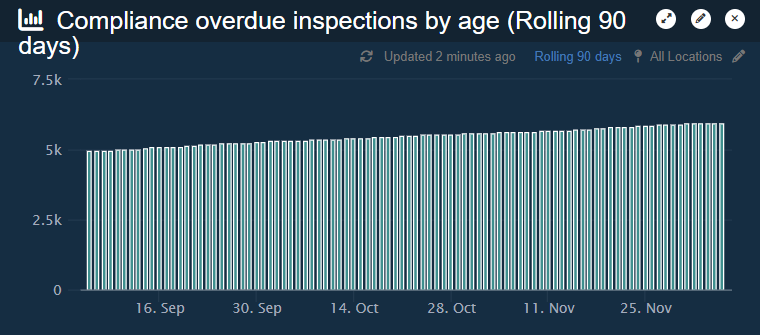 Compliance overdue inspections by age (Rolling 90
days)
Updated 2 minutes ago Rolling 90 days All Locations
7.5k
5k
2.5k
0
16. Sep 30. Sep 14. Oct 28. Oct 11. Nov 25. Nov